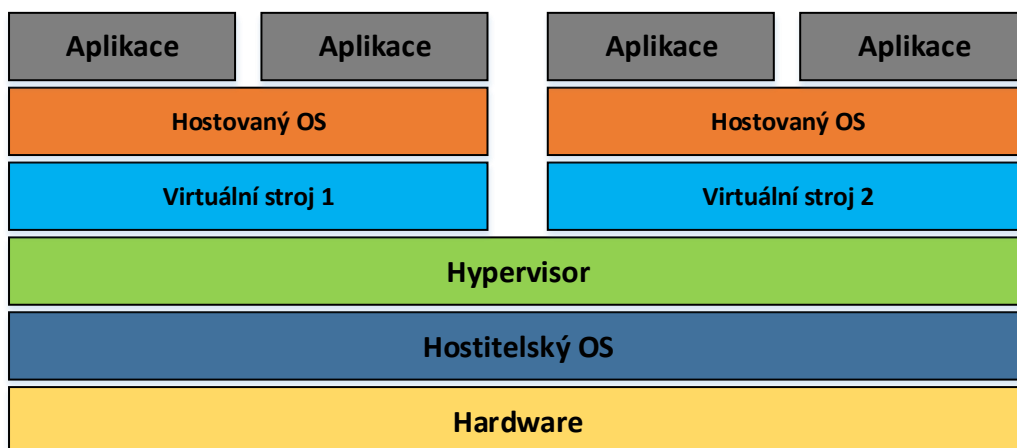 Aplikace Aplikace Aplikace Aplikace
Hostovaný OS Hostovaný OS
Virtuální stroj 1 Virtuální stroj 2
Hypervisor
Hostitelský OS
Hardware